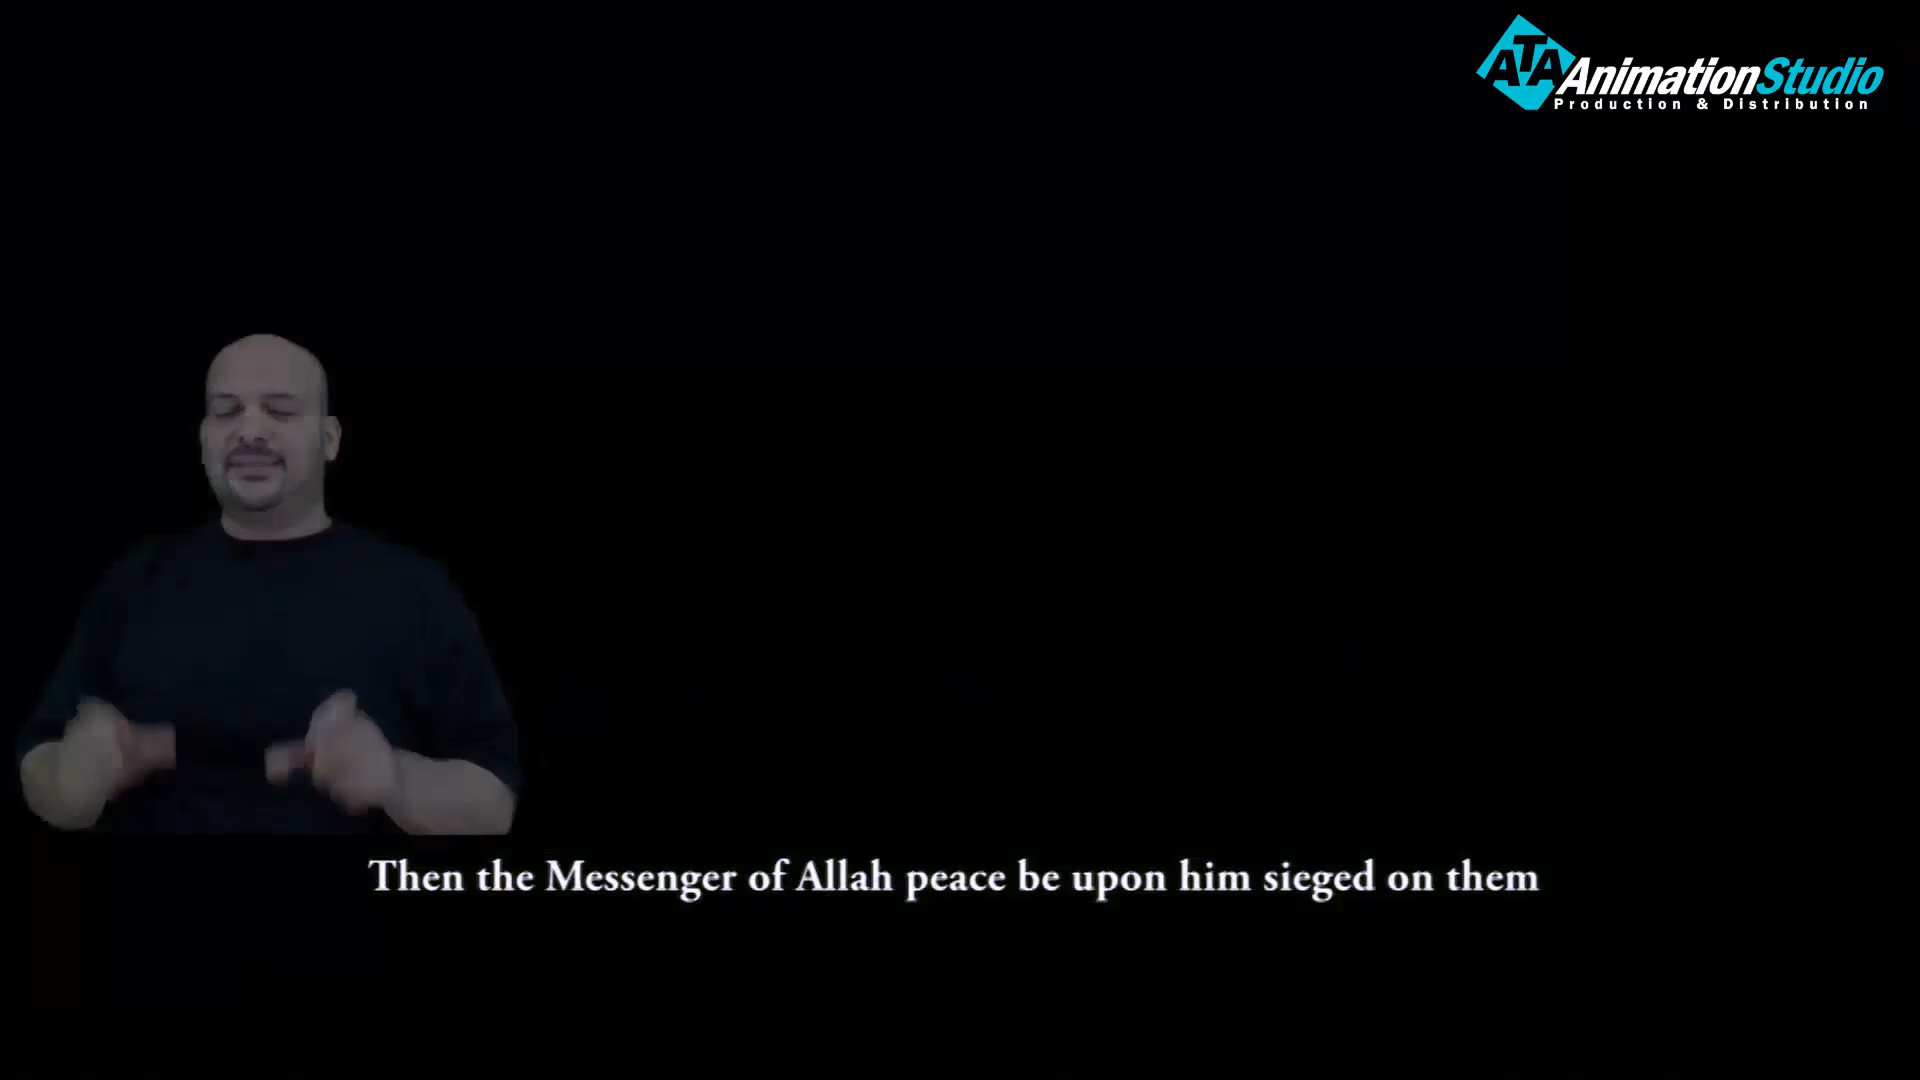 ATA AnimationStudio
Production & Distribution
Then the Messenger of Allah peace be upon him sieged on them